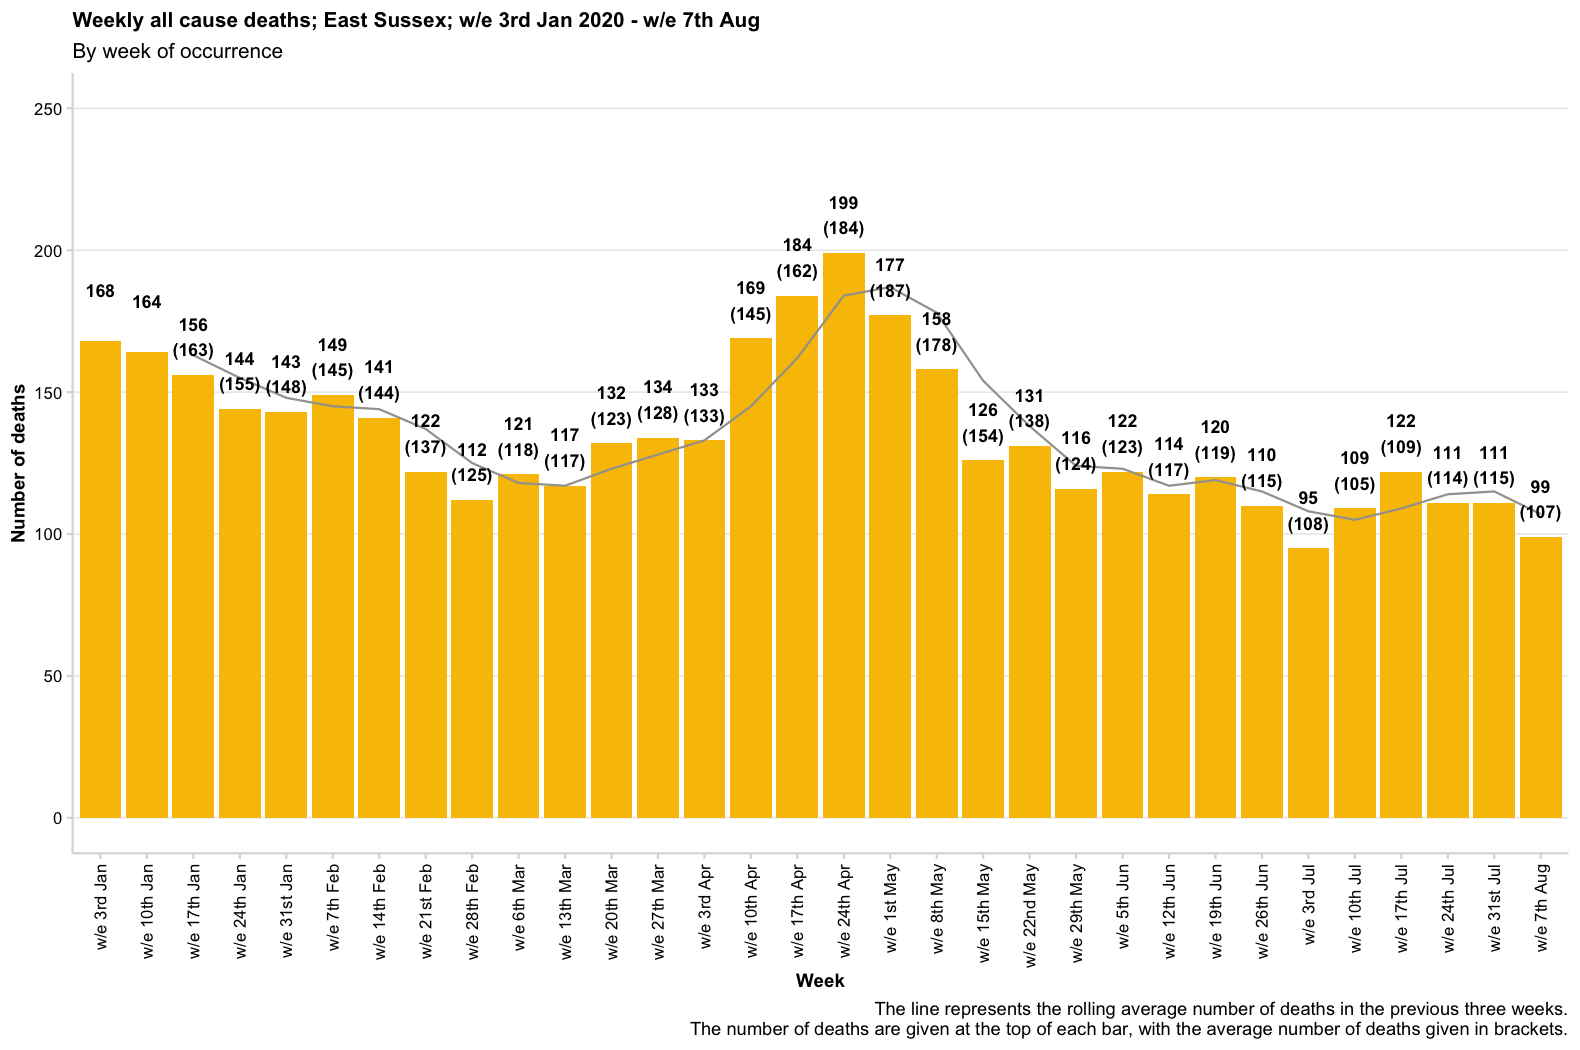 Weekly all cause deaths; East Sussex; w/e 3rd Jan 2020 - w/e 7th Aug
By week of occurrence
Number of deaths
250
200
150
100
50
0
168
164
156
(163)
144
(155)
143
(148)
149
(145)
141
(144)
122
(137)
112
(125)
121
(118)
117
(117)
132
(123)
134
(128)
133
(133)
169
(145)
184
(162)
199
(184)
177
(187)
158
(178)
126
(154)
131
(138)
116
(124)
122
(123)
114
(117)
120
(119)
110
(115)
95
(108)
109
(105)
122
(109)
111
(114)
111
(115)
99
(107)
w/e 3rd Jan
w/e 10th Jan
w/e 17th Jan
w/e 24th Jan
w/e 31st Jan
w/e 7th Feb
w/e 14th Feb
w/e 21st Feb
w/e 28th Feb
w/e 6th Mar
w/e 13th Mar
w/e 20th Mar
w/e 27th Mar
w/e 3rd Apr
w/e 10th Apr
w/e 17th Apr
w/e 24th Apr
w/e 1st May
w/e 8th May
w/e 15th May
w/e 22nd May
w/e 29th May
w/e 5th Jun
w/e 12th Jun
w/e 19th Jun
w/e 26th Jun
w/e 3rd Jul
w/e 10th Jul
w/e 17th Jul
w/e 24th Jul
w/e 31st Jul
w/e 7th Aug
Week
The line represents the rolling average number of deaths in the previous three weeks.
The number of deaths are given at the top of each bar, with the average number of deaths given in brackets.